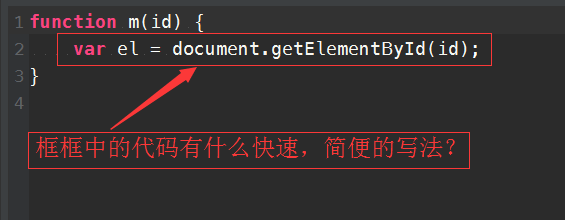 1 function m(id) {
2 var el = document.getElementById(id);
3 }
4
框框中的代码有什么快速，简便的写法？